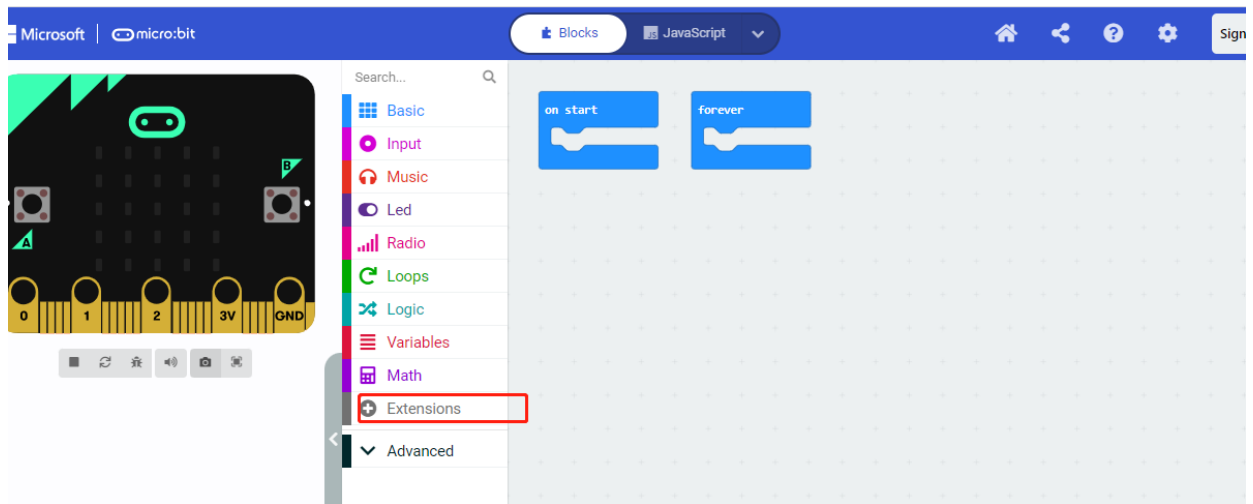 Microsoft
micro:bit
Blocks
JS JavaScript
Sign
Search...
Basic
Input
Music
Led
Radio
Loops
Logic
Variables
Math
Extensions
Advanced
on start
forever
B
A
0 1 2 3V GND